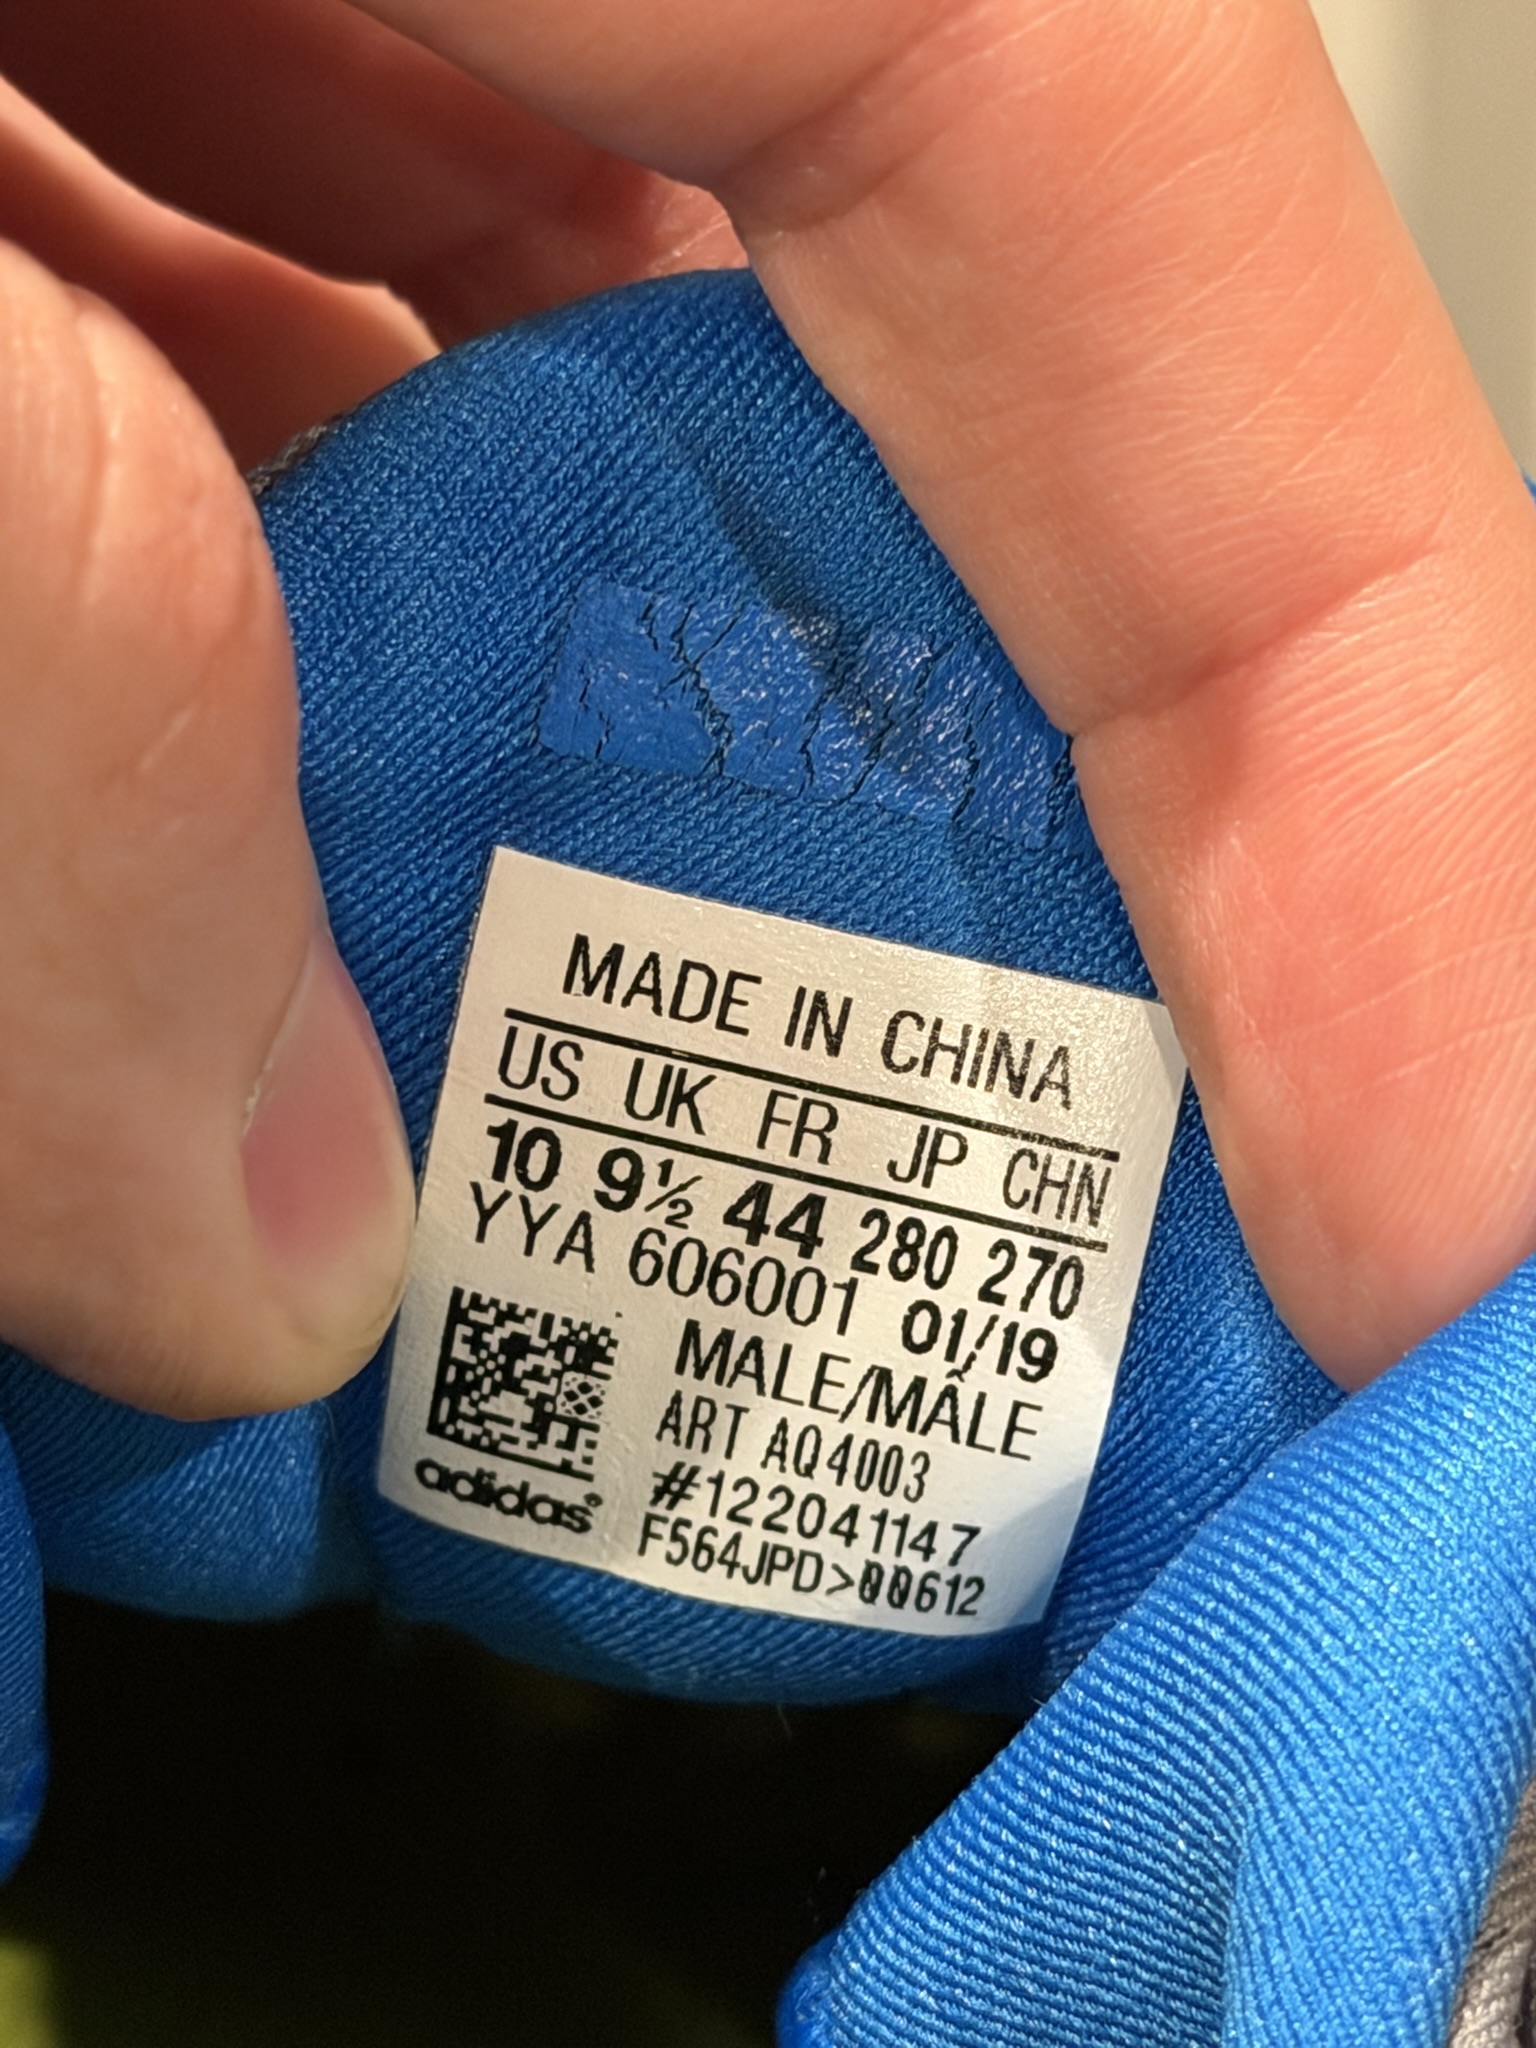 MADE IN CHINA
US UK FR JP CHN
10 9½ 44 280 270
YYA 606001 01/19
MALE/MÂLE
ART AQ4003
#122041147
F564JPD>00612
adidas®